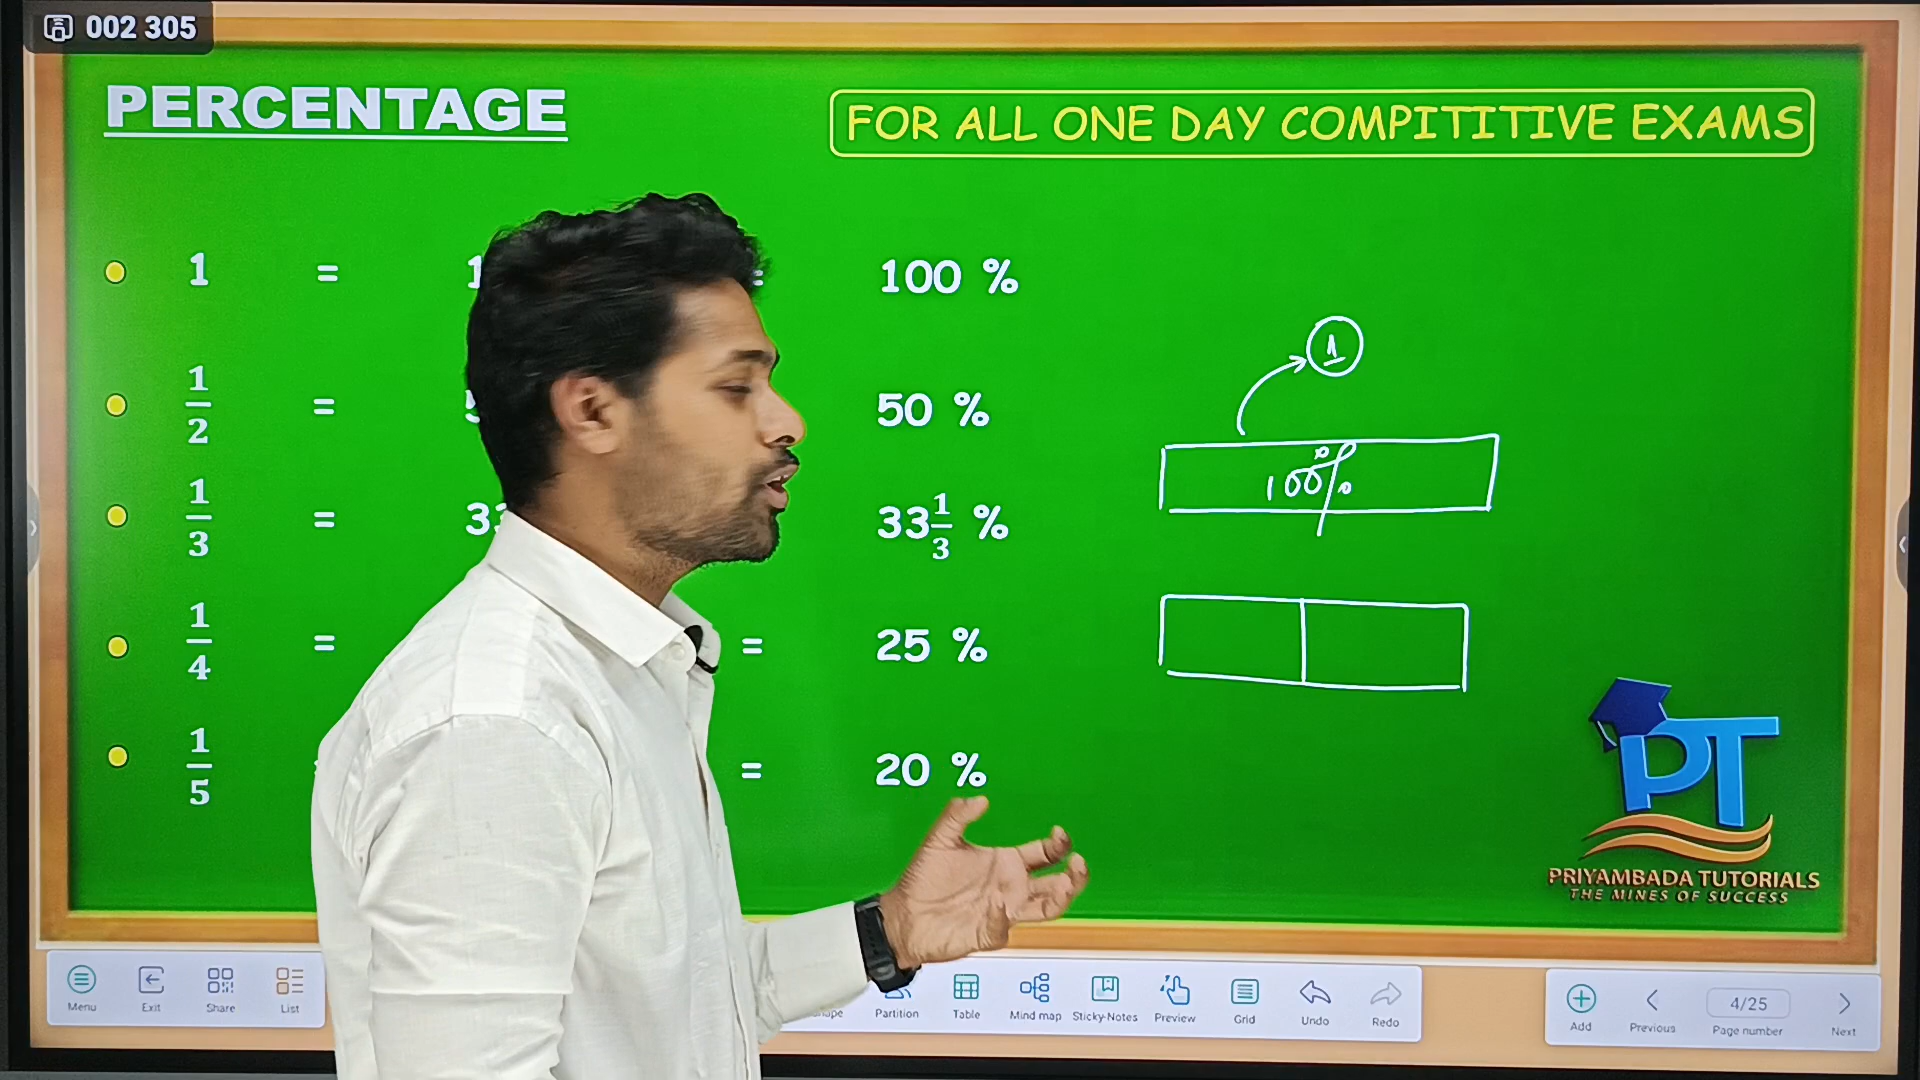 002 305
PERCENTAGE
FOR ALL ONE DAY COMPITITIVE EXAMS
1 = 1 = 100 %
1/2 = 50 %
1/3 = 33 33 1/3 %
1/4 = = 25 %
1/5 = 20 %
1
100%
PT
PRIYAMBADA TUTORIALS
THE MINES OF SUCCESS
Menu Exit Share List Partition Table Mind map Sticky-Notes Preview Grid Undo Redo Add Previous 4/25 Page number Next